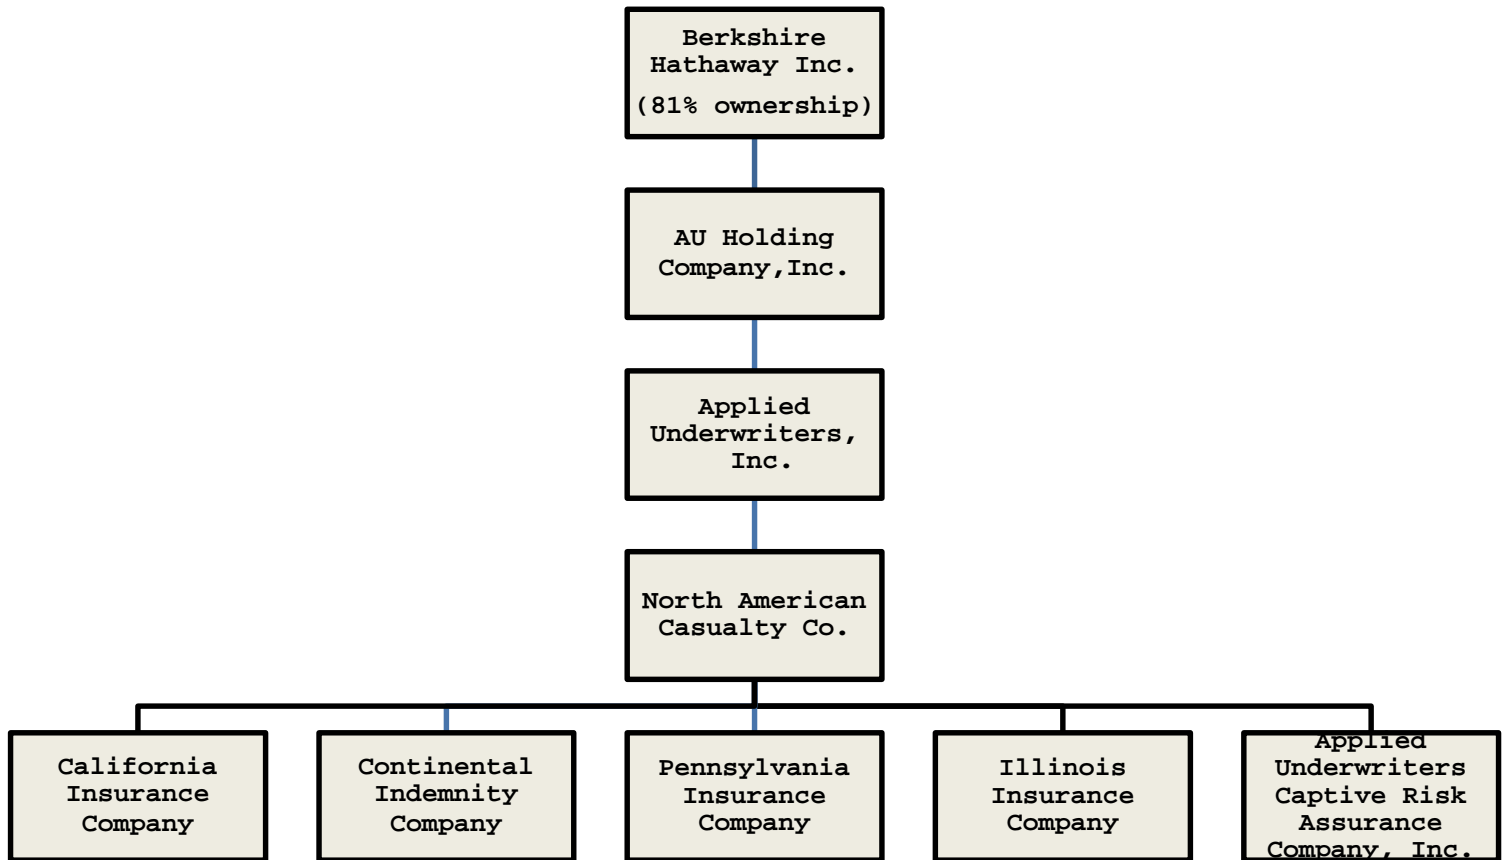 Berkshire
Hathaway Inc.
(81% ownership)
AU Holding
Company,Inc.
Applied
Underwriters,
Inc.
North American
Casualty Co.
California
Insurance
Company
Continental
Indemnity
Company
Pennsylvania
Insurance
Company
Illinois
Insurance
Company
Applied
Underwriters
Captive Risk
Assurance
Company, Inc.